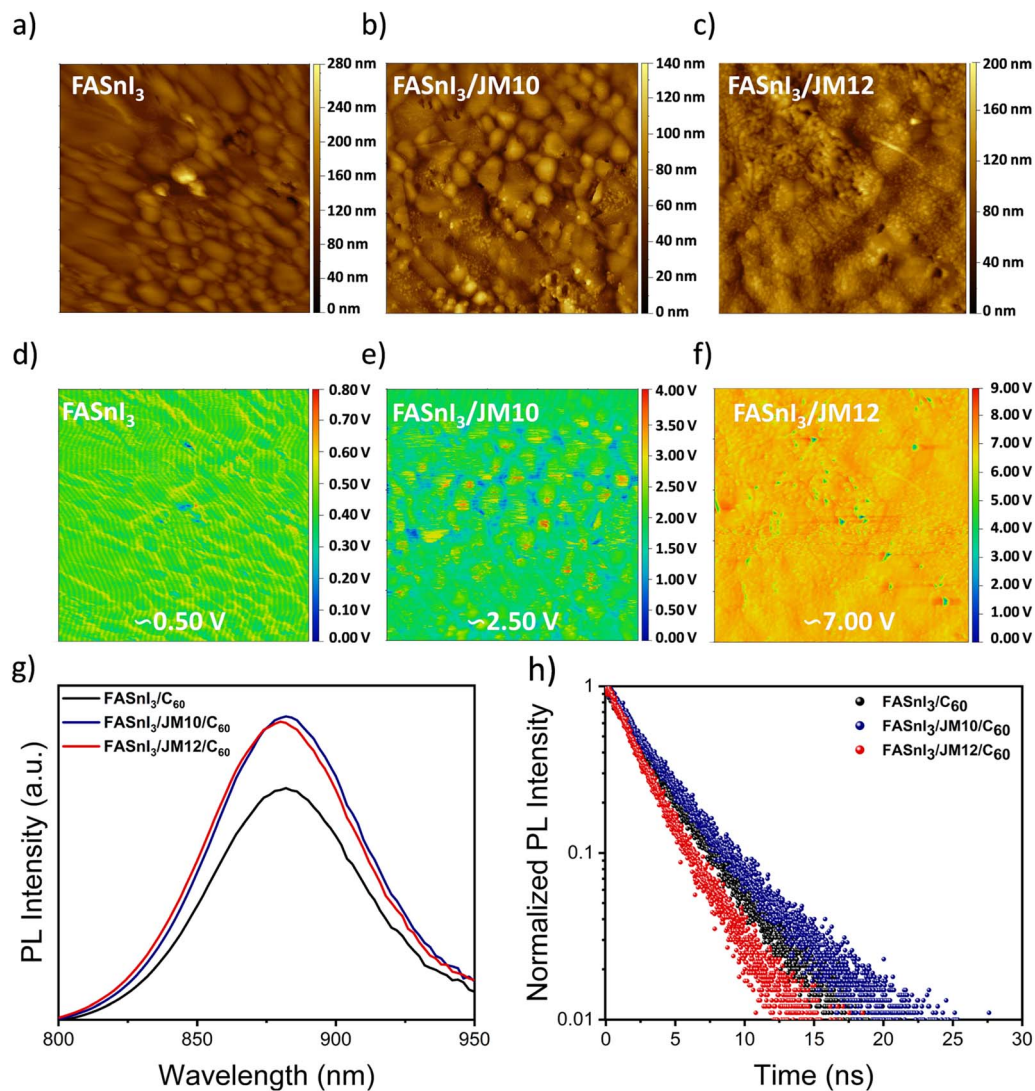 a)
FASnI₃
280 nm
240 nm
200 nm
160 nm
120 nm
80 nm
40 nm
0 nm
b)
FASnI₃/JM10
140 nm
120 nm
100 nm
80 nm
60 nm
40 nm
20 nm
0 nm
c)
FASnI₃/JM12
200 nm
160 nm
120 nm
80 nm
40 nm
0 nm
d)
FASnI₃
~0.50 V
0.80 V
0.70 V
0.60 V
0.50 V
0.40 V
0.30 V
0.20 V
0.10 V
0.00 V
e)
FASnI₃/JM10
~2.50 V
4.00 V
3.50 V
3.00 V
2.50 V
2.00 V
1.50 V
1.00 V
0.50 V
0.00 V
f)
FASnI₃/JM12
~7.00 V
9.00 V
8.00 V
7.00 V
6.00 V
5.00 V
4.00 V
3.00 V
2.00 V
1.00 V
0.00 V
g)
FASnI₃/C₆₀
FASnI₃/JM10/C₆₀
FASnI₃/JM12/C₆₀
PL Intensity (a.u.)
800
850
900
950
Wavelength (nm)
h)
FASnI₃/C₆₀
FASnI₃/JM10/C₆₀
FASnI₃/JM12/C₆₀
Normalized PL Intensity
1
0.1
0.01
0
5
10
15
20
25
30
Time (ns)